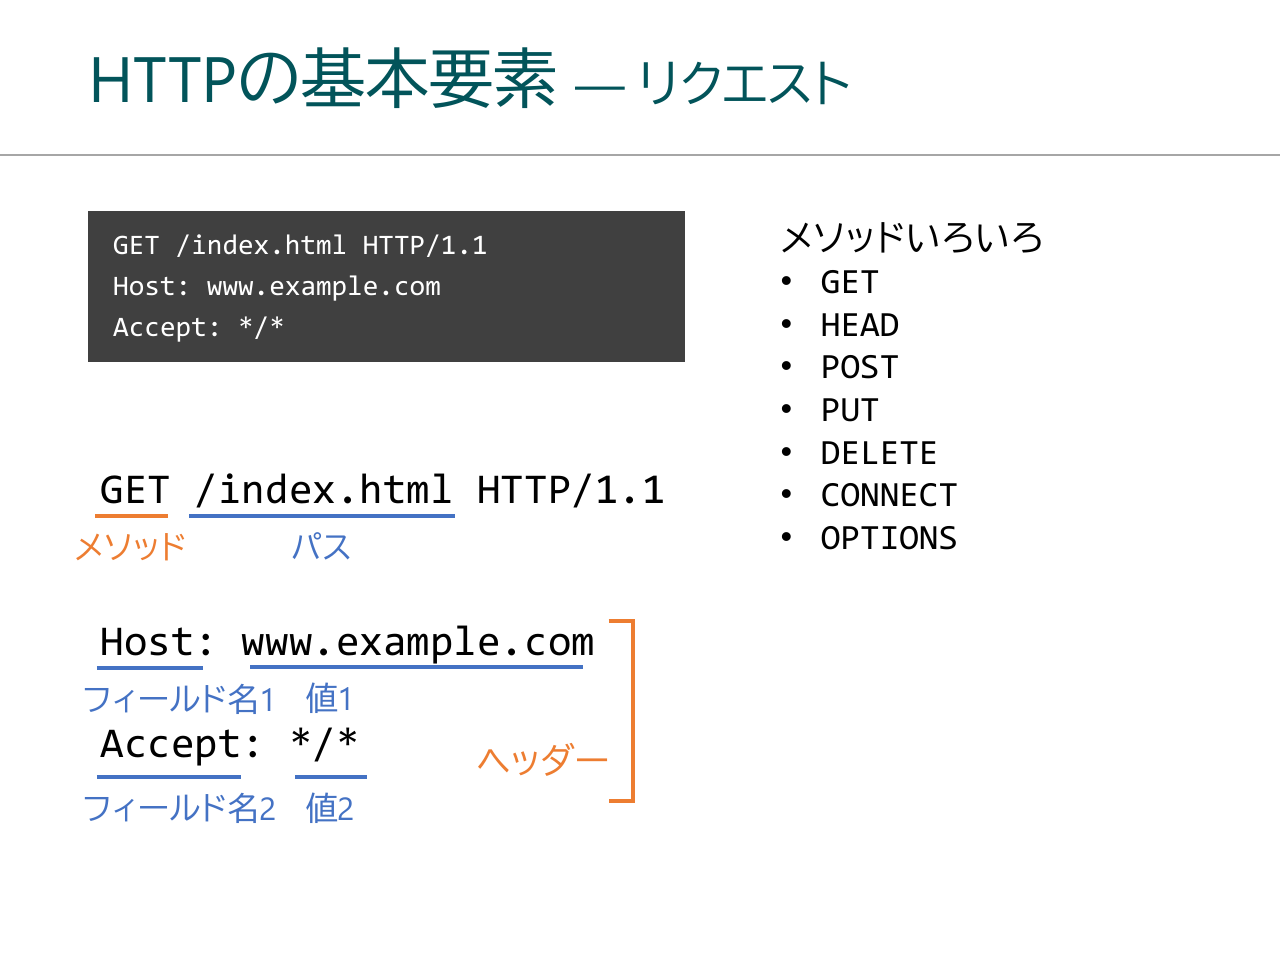 HTTPの基本要素 ― リクエスト
GET /index.html HTTP/1.1
Host: www.example.com
Accept: */*
GET /index.html HTTP/1.1
メソッド パス
Host: www.example.com
フィールド名1 値1
Accept: */*
ヘッダー
フィールド名2 値2
メソッドいろいろ
• GET
• HEAD
• POST
• PUT
• DELETE
• CONNECT
• OPTIONS